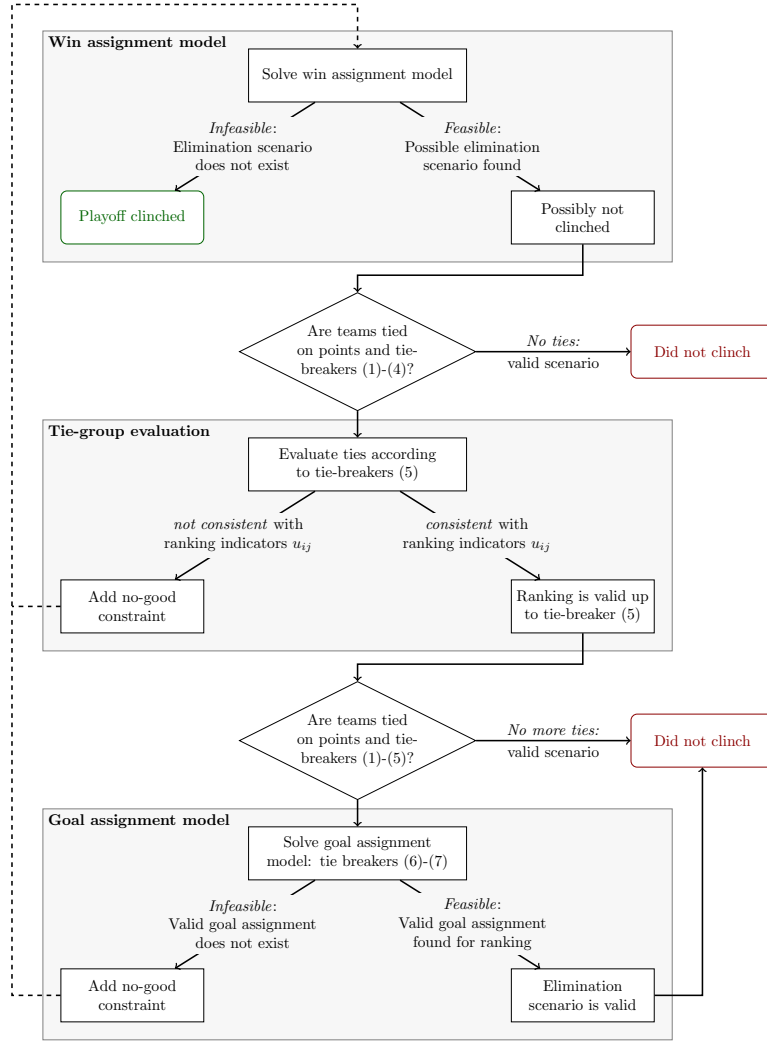 Win assignment model
Solve win assignment model
Infeasible:
Elimination scenario
does not exist
Feasible:
Possible elimination
scenario found
Playoff clinched
Possibly not
clinched
Are teams tied
on points and tie-
breakers (1)-(4)?
No ties:
valid scenario
Did not clinch
Tie-group evaluation
Evaluate ties according
to tie-breakers (5)
not consistent with
ranking indicators u_{ij}
consistent with
ranking indicators u_{ij}
Add no-good
constraint
Ranking is valid up
to tie-breaker (5)
Are teams tied
on points and tie-
breakers (1)-(5)?
No more ties:
valid scenario
Did not clinch
Goal assignment model
Solve goal assignment
model: tie breakers (6)-(7)
Infeasible:
Valid goal assignment
does not exist
Feasible:
Valid goal assignment
found for ranking
Add no-good
constraint
Elimination
scenario is valid